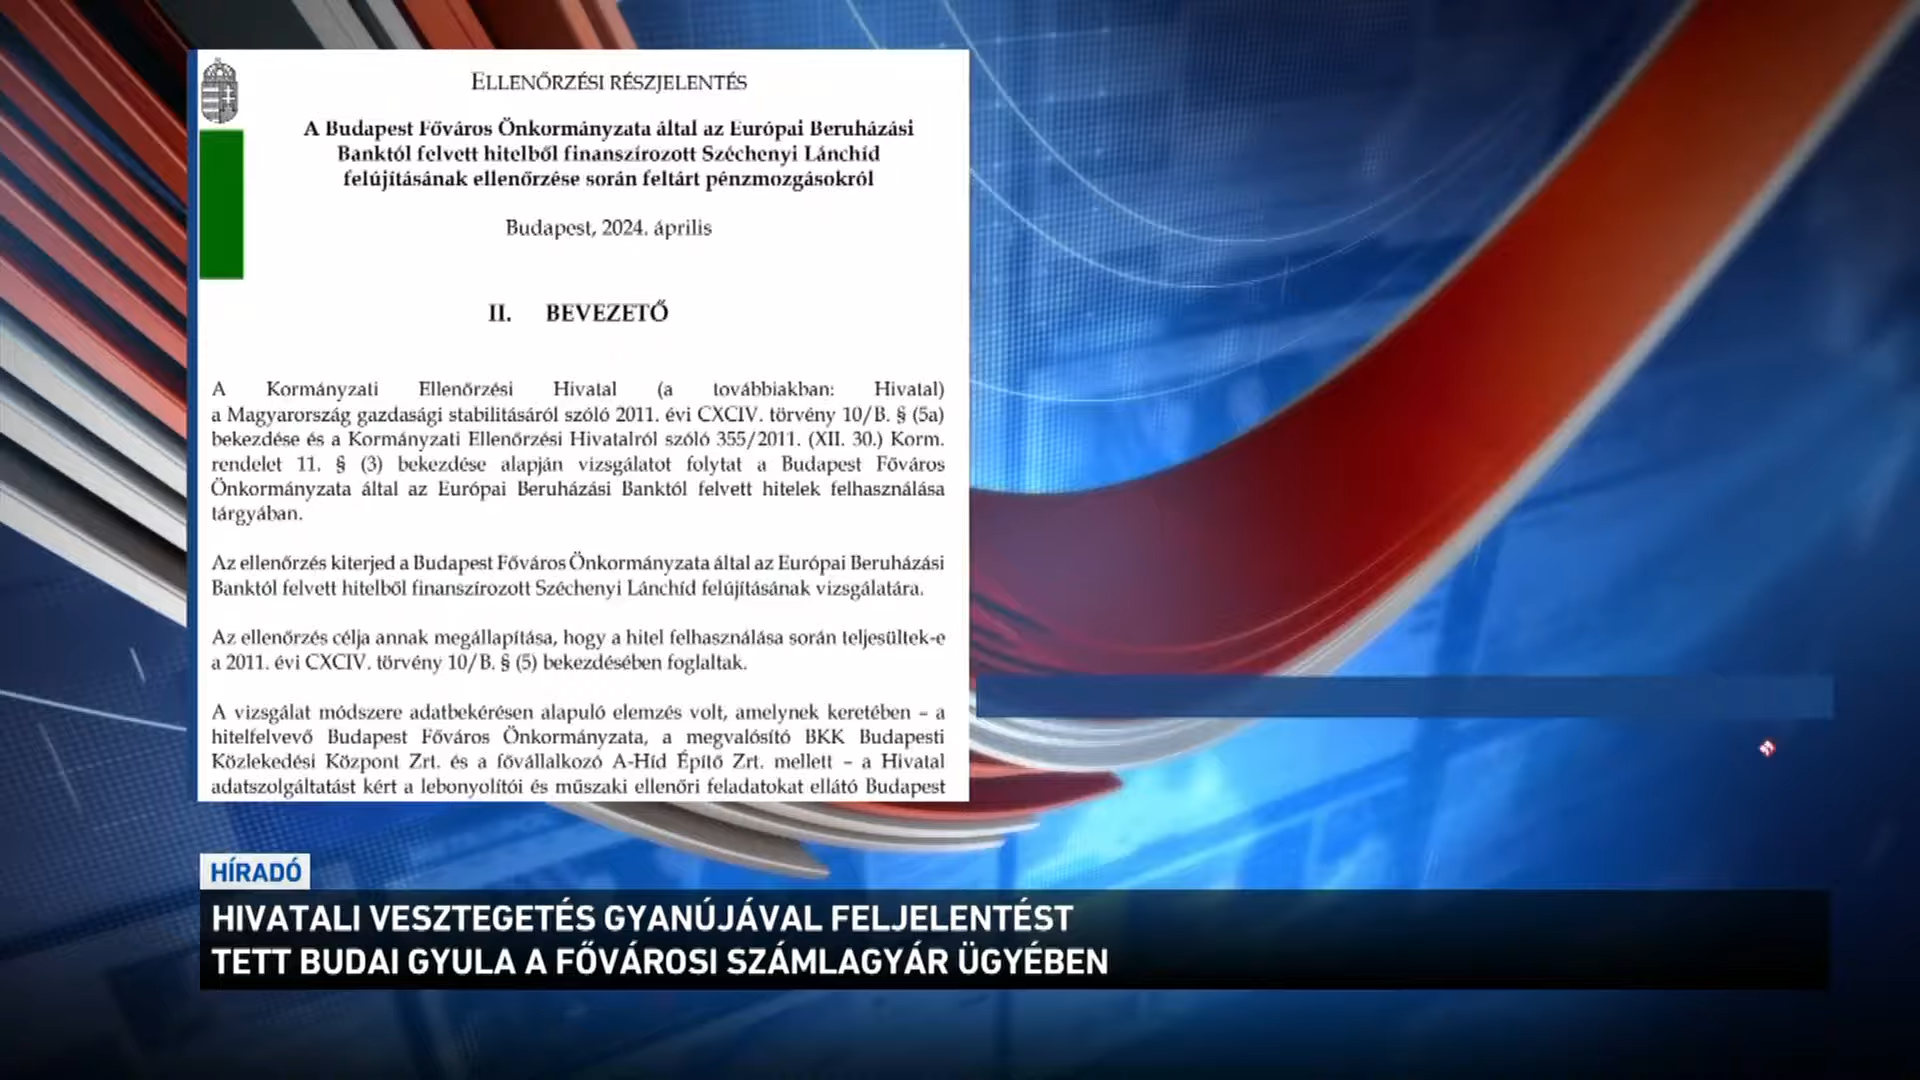 ELLENŐRZÉSI RÉSZJELENTÉS
A Budapest Főváros Önkormányzata által az Európai Beruházási
Banktól felvett hitelből finanszírozott Széchenyi Lánchíd
felújításának ellenőrzése során feltárt pénzmozgásokról
Budapest, 2024. április
II. BEVEZETŐ
A Kormányzati Ellenőrzési Hivatal (a továbbiakban: Hivatal)
a Magyarország gazdasági stabilitásáról szóló 2011. évi CXCIV. törvény 10/B. § (5a)
bekezdése és a Kormányzati Ellenőrzési Hivatalról szóló 355/2011. (XII. 30.) Korm.
rendelet 11. § (3) bekezdése alapján vizsgálatot folytat a Budapest Főváros
Önkormányzata által az Európai Beruházási Banktól felvett hitelek felhasználása
tárgyában.
Az ellenőrzés kiterjed a Budapest Főváros Önkormányzata által az Európai Beruházási
Banktól felvett hitelből finanszírozott Széchenyi Lánchíd felújításának vizsgálatára.
Az ellenőrzés célja annak megállapítása, hogy a hitel felhasználása során teljesültek-e
a 2011. évi CXCIV. törvény 10/B. § (5) bekezdésében foglaltak.
A vizsgálat módszere adatbekérésen alapuló elemzés volt, amelynek keretében – a
hitelfelvevő Budapest Főváros Önkormányzata, a megvalósító BKK Budapesti
Közlekedési Központ Zrt. és a fővállalkozó A-Híd Építő Zrt. mellett – a Hivatal
adatszolgáltatást kért a lebonyolítói és műszaki ellenőri feladatokat ellátó Budapest
HÍRADÓ
HIVATALI VESZTEGETÉS GYANÚJÁVAL FELJELENTÉST
TETT BUDAI GYULA A FŐVÁROSI SZÁMLAGYÁR ÜGYÉBEN